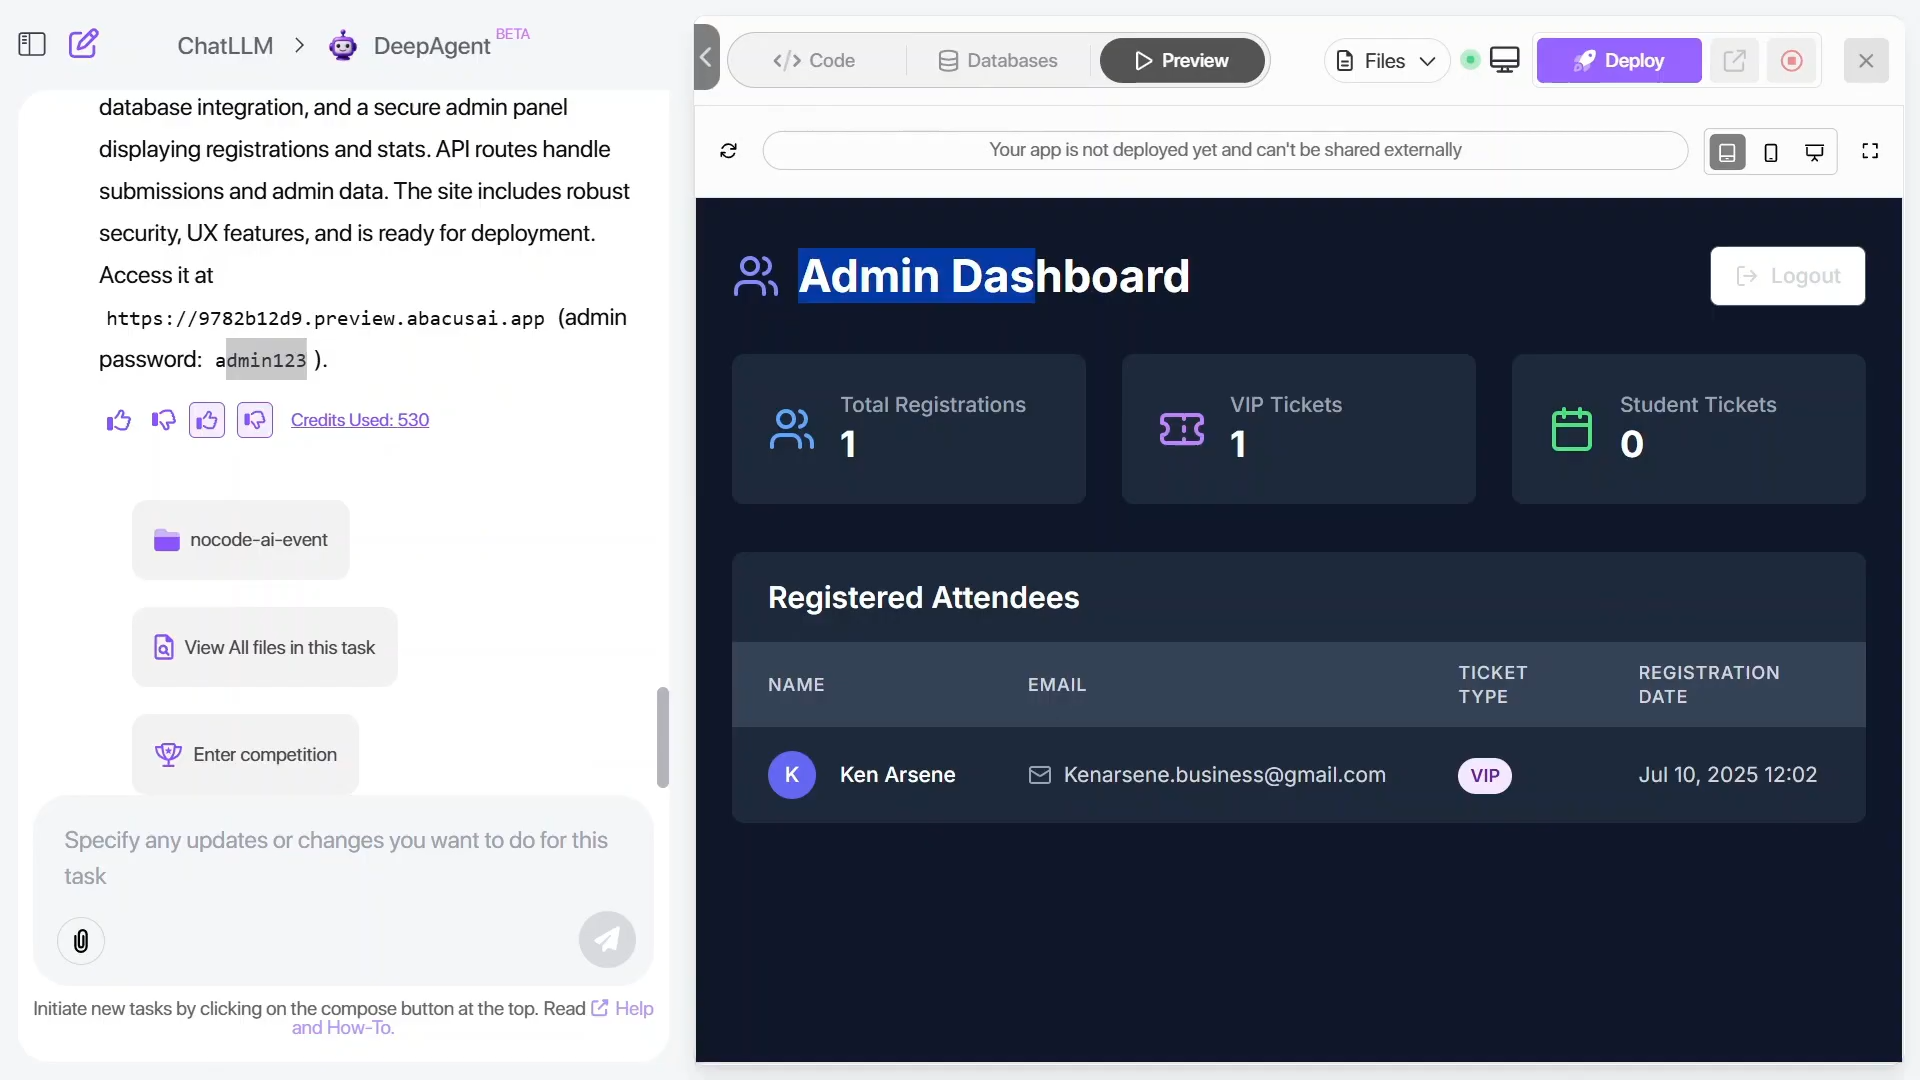 ChatLLM > DeepAgent BETA
database integration, and a secure admin panel
displaying registrations and stats. API routes handle
submissions and admin data. The site includes robust
security, UX features, and is ready for deployment.
Access it at
https://9782b12d9.preview.abacusai.app (admin
password: admin123 ).
Credits Used: 530
nocode-ai-event
View All files in this task
Enter competition
Specify any updates or changes you want to do for this
task
Initiate new tasks by clicking on the compose button at the top. Read Help
and How-To.
Code
Databases
Preview
Files
Deploy
Your app is not deployed yet and can't be shared externally
Admin Dashboard
Logout
Total Registrations
1
VIP Tickets
1
Student Tickets
0
Registered Attendees
NAME
EMAIL
TICKET
TYPE
REGISTRATION
DATE
K
Ken Arsene
Kenarsene.business@gmail.com
VIP
Jul 10, 2025 12:02